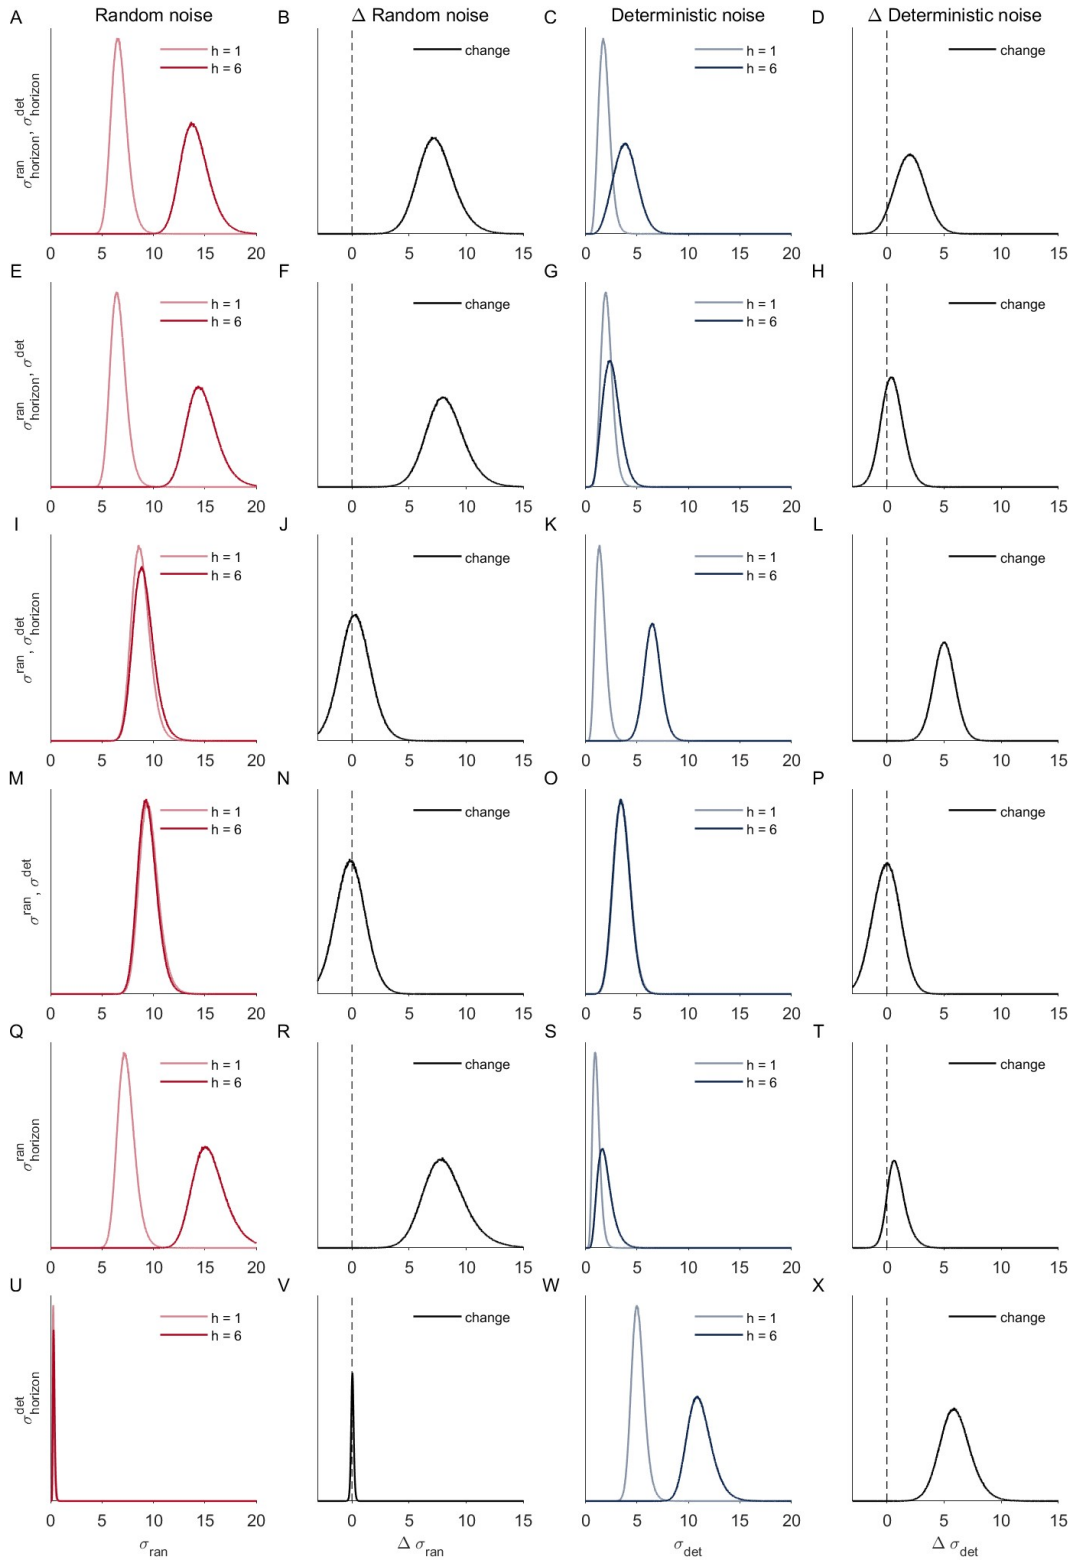 A Random noise B Δ Random noise C Deterministic noise D Δ Deterministic noise
h = 1 change h = 1 change
h = 6 h = 6
σ^ran_horizon, σ^det_horizon
0 5 10 15 20 0 5 10 15 0 5 10 15 20 0 5 10 15
E F G H
h = 1 change h = 1 change
h = 6 h = 6
σ^ran_horizon, σ^det
0 5 10 15 20 0 5 10 15 0 5 10 15 20 0 5 10 15
I J K L
h = 1 change h = 1 change
h = 6 h = 6
σ^ran, σ^det_horizon
0 5 10 15 20 0 5 10 15 0 5 10 15 20 0 5 10 15
M N O P
h = 1 change h = 1 change
h = 6 h = 6
σ^ran, σ^det
0 5 10 15 20 0 5 10 15 0 5 10 15 20 0 5 10 15
Q R S T
h = 1 change h = 1 change
h = 6 h = 6
σ^ran_horizon
0 5 10 15 20 0 5 10 15 0 5 10 15 20 0 5 10 15
U V W X
h = 1 change h = 1 change
h = 6 h = 6
σ^det_horizon
0 5 10 15 20 0 5 10 15 0 5 10 15 20 0 5 10 15
σ_ran Δ σ_ran σ_det Δ σ_det